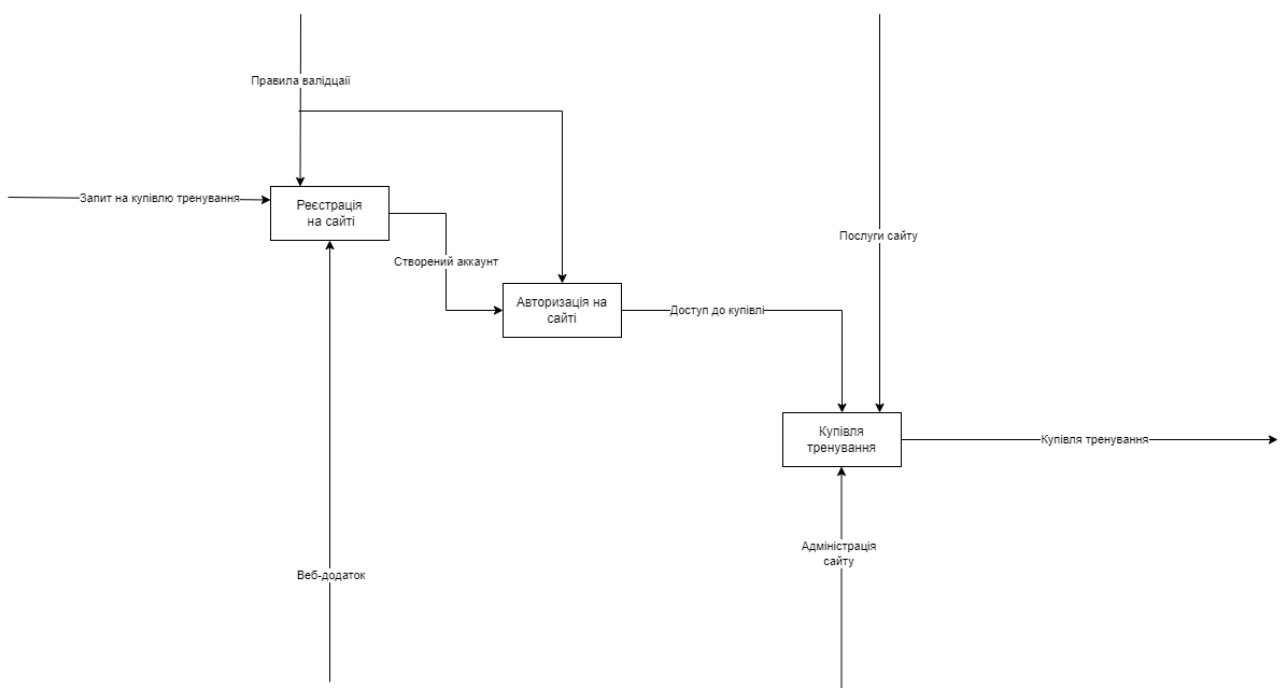 Правила валідцаії
Запит на купівлю тренування
Реєстрація
на сайті
Послуги сайту
Створений аккаунт
Авторизація на
сайті
Доступ до купівлі
Купівля
тренування
Купівля тренування
Адміністрація
сайту
Веб-додаток